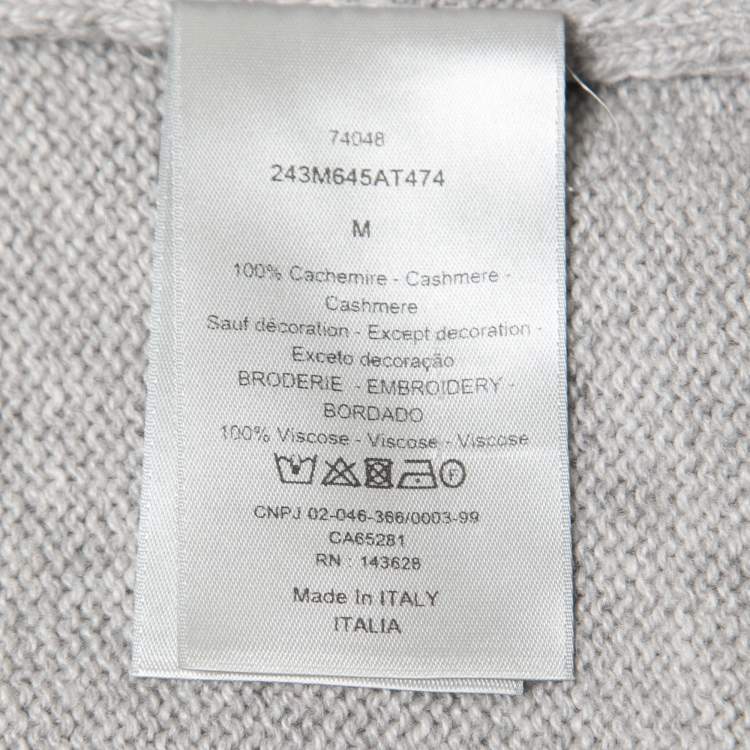 74048
243M645AT474
M
100% Cachemire - Cashmere -
Cashmere
Sauf décoration - Except decoration -
Exceto decoração
BRODERIE - EMBROIDERY -
BORDADO
100% Viscose - Viscose - Viscose
CNPJ 02-046-366/0003-99
CA65281
RN : 143628
Made In ITALY
ITALIA